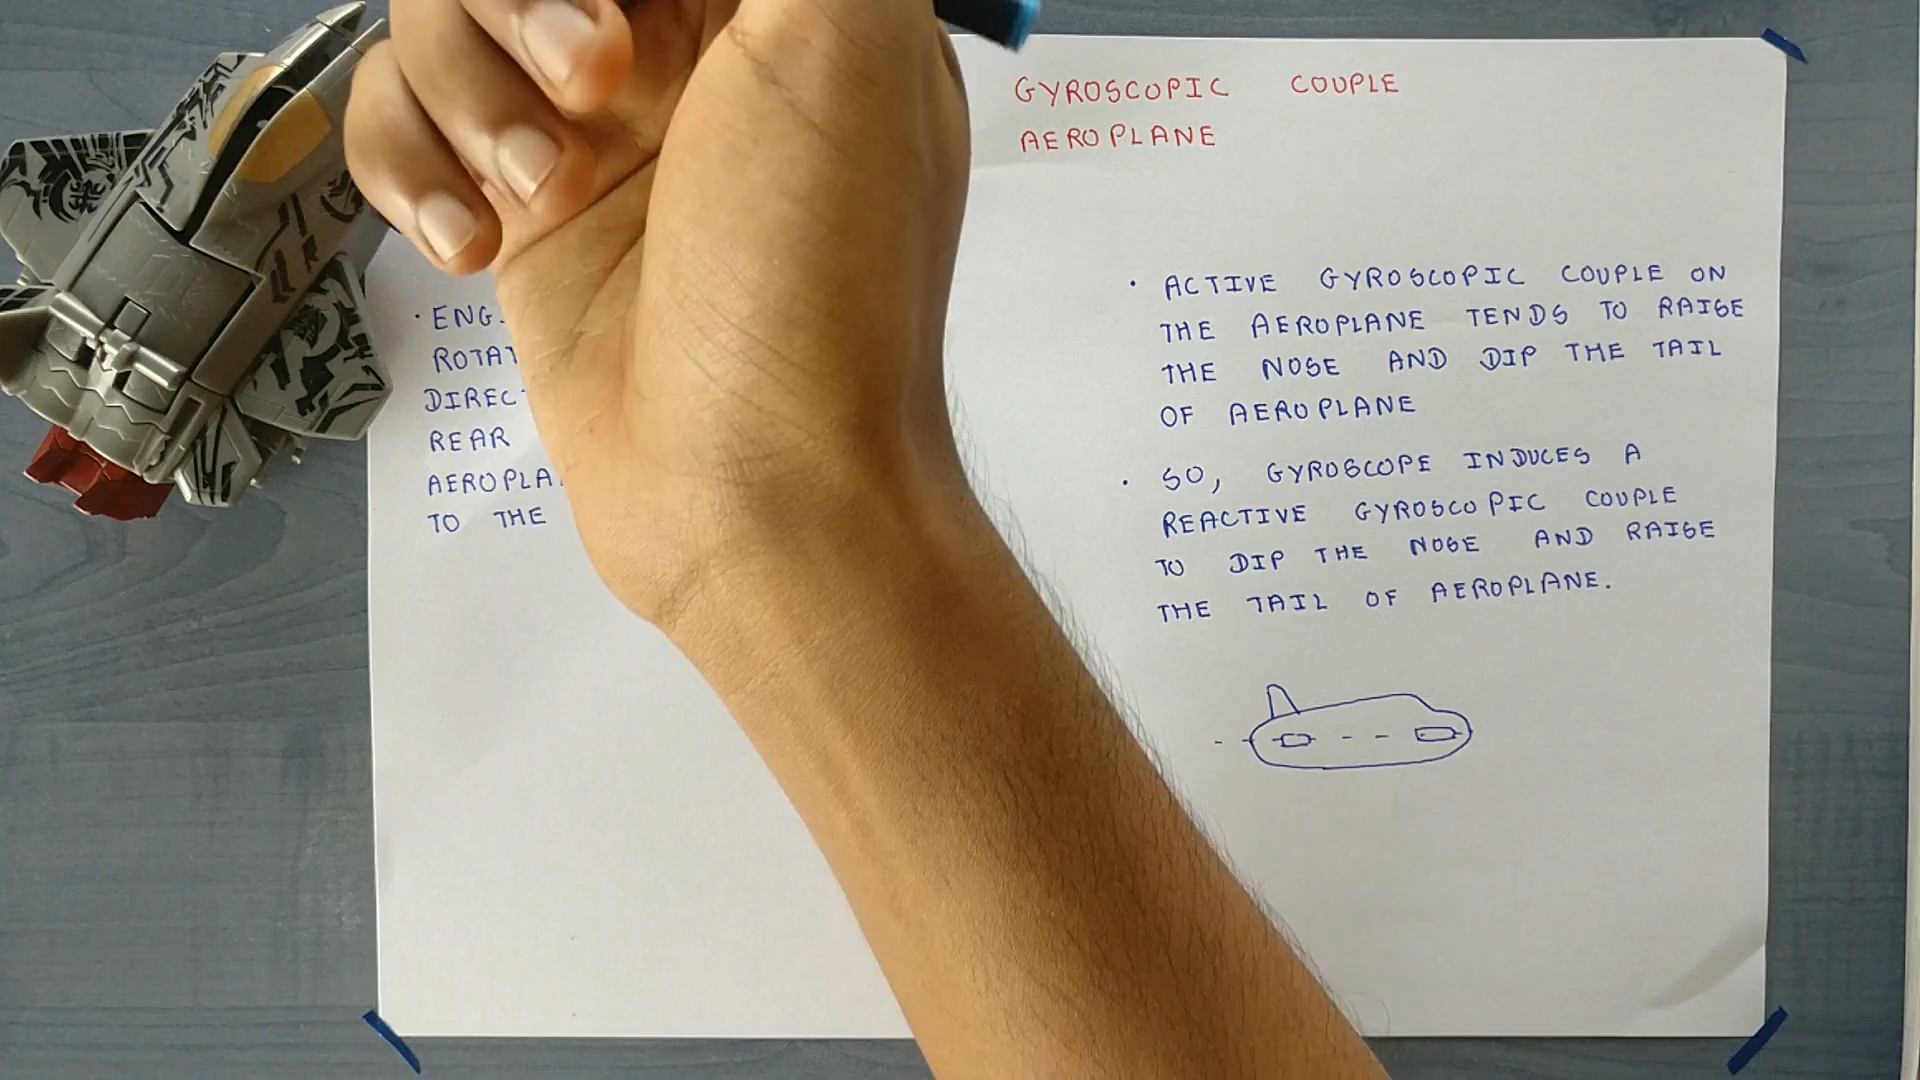 GYROSCOPIC COUPLE
AEROPLANE
· ENG
ROTAT
DIREC
REAR
AEROPLA
TO THE
· ACTIVE GYROSCOPIC COUPLE ON
THE AEROPLANE TENDS TO RAISE
THE NOSE AND DIP THE TAIL
OF AEROPLANE
· SO, GYROSCOPE INDUCES A
REACTIVE GYROSCOPIC COUPLE
TO DIP THE NOSE AND RAISE
THE TAIL OF AEROPLANE.